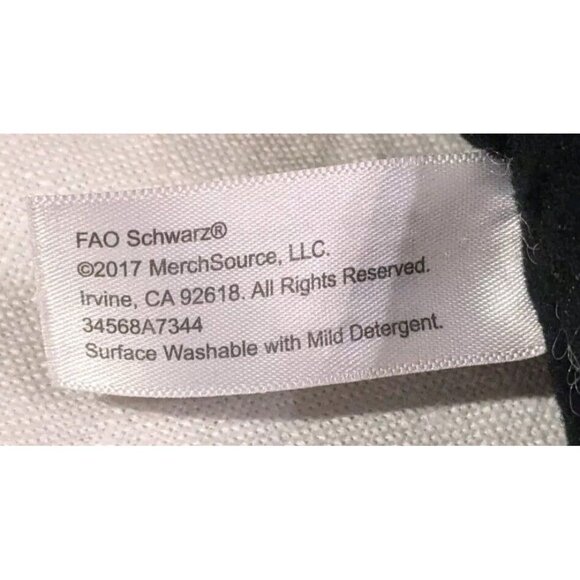 FAO Schwarz®
©2017 MerchSource, LLC.
Irvine, CA 92618. All Rights Reserved.
34568A7344
Surface Washable with Mild Detergent.